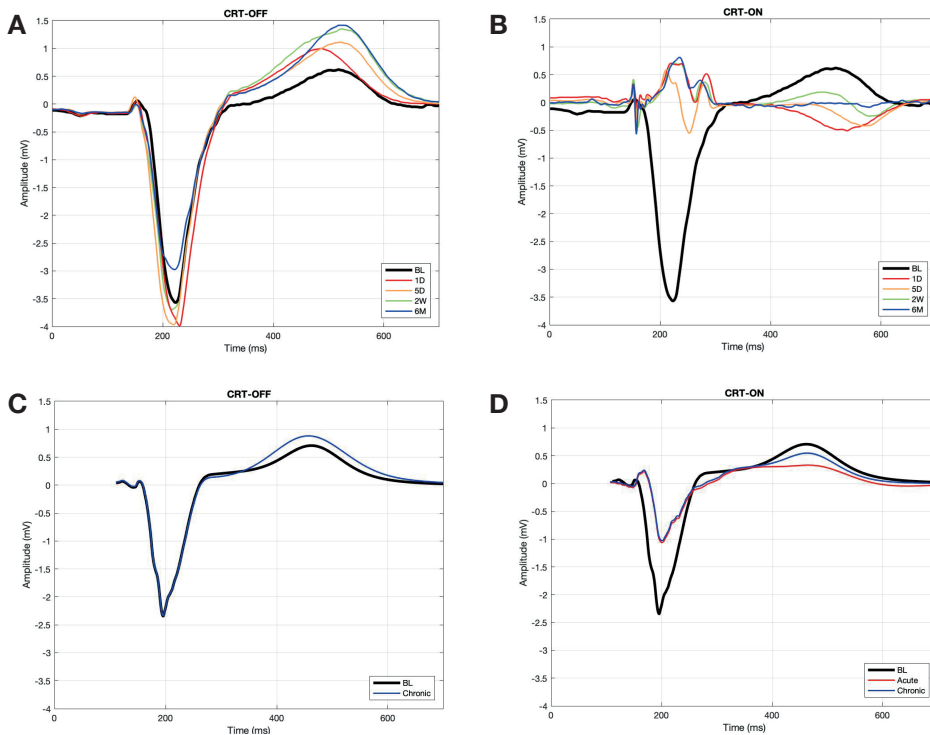 A
CRT-OFF
Amplitude (mV)
1.5
1
0.5
0
-0.5
-1
-1.5
-2
-2.5
-3
-3.5
-4
0
200
400
600
Time (ms)
BL
1D
5D
2W
6M
B
CRT-ON
Amplitude (mV)
1.5
1
0.5
0
-0.5
-1
-1.5
-2
-2.5
-3
-3.5
-4
0
200
400
600
Time (ms)
BL
1D
5D
2W
6M
C
CRT-OFF
Amplitude (mV)
1.5
1
0.5
0
-0.5
-1
-1.5
-2
-2.5
-3
-3.5
-4
0
200
400
600
Time (ms)
BL
Chronic
D
CRT-ON
Amplitude (mV)
1.5
1
0.5
0
-0.5
-1
-1.5
-2
-2.5
-3
-3.5
-4
0
200
400
600
Time (ms)
BL
Acute
Chronic